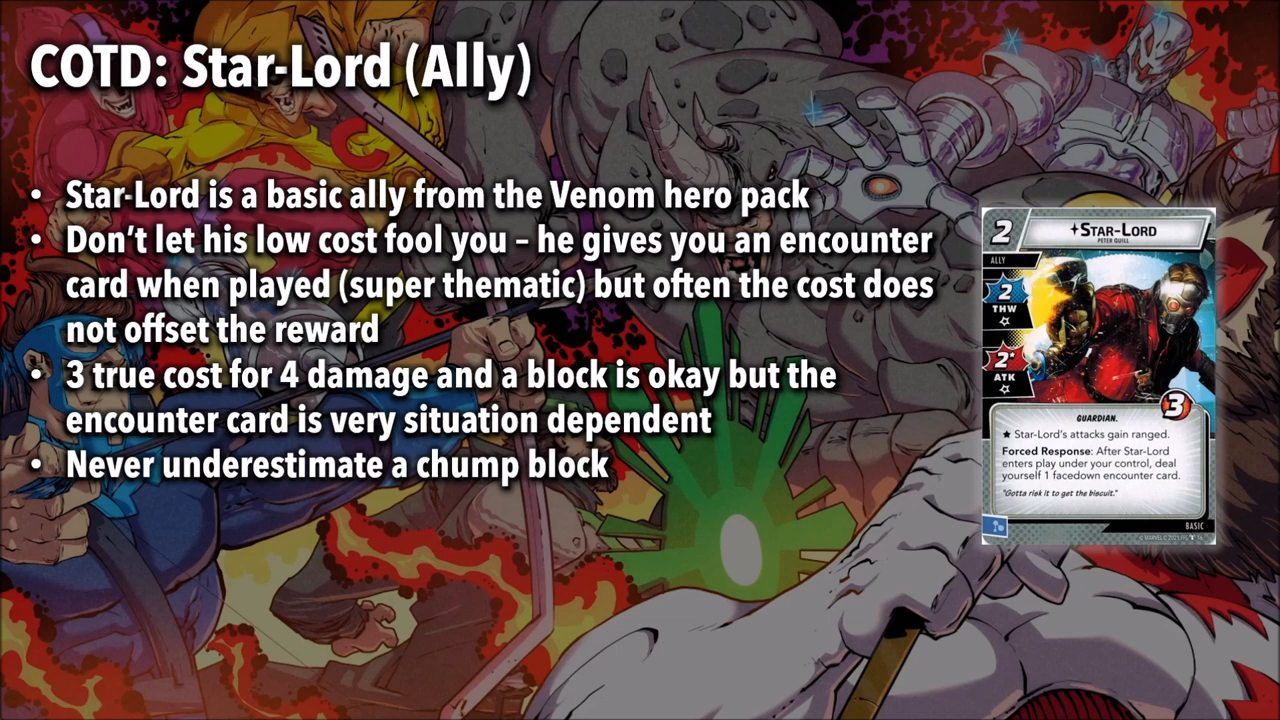 COTD: Star-Lord (Ally)
• Star-Lord is a basic ally from the Venom hero pack
• Don’t let his low cost fool you – he gives you an encounter
card when played (super thematic) but often the cost does
not offset the reward
• 3 true cost for 4 damage and a block is okay but the
encounter card is very situation dependent
• Never underestimate a chump block
2
STAR-LORD
PETER QUILL
ALLY
2
THW
2
ATK
3
GUARDIAN.
★ Star-Lord’s attacks gain ranged.
Forced Response: After Star-Lord
enters play under your control, deal
yourself 1 facedown encounter card.
“Gotta risk it to get the biscuit.”
BASIC